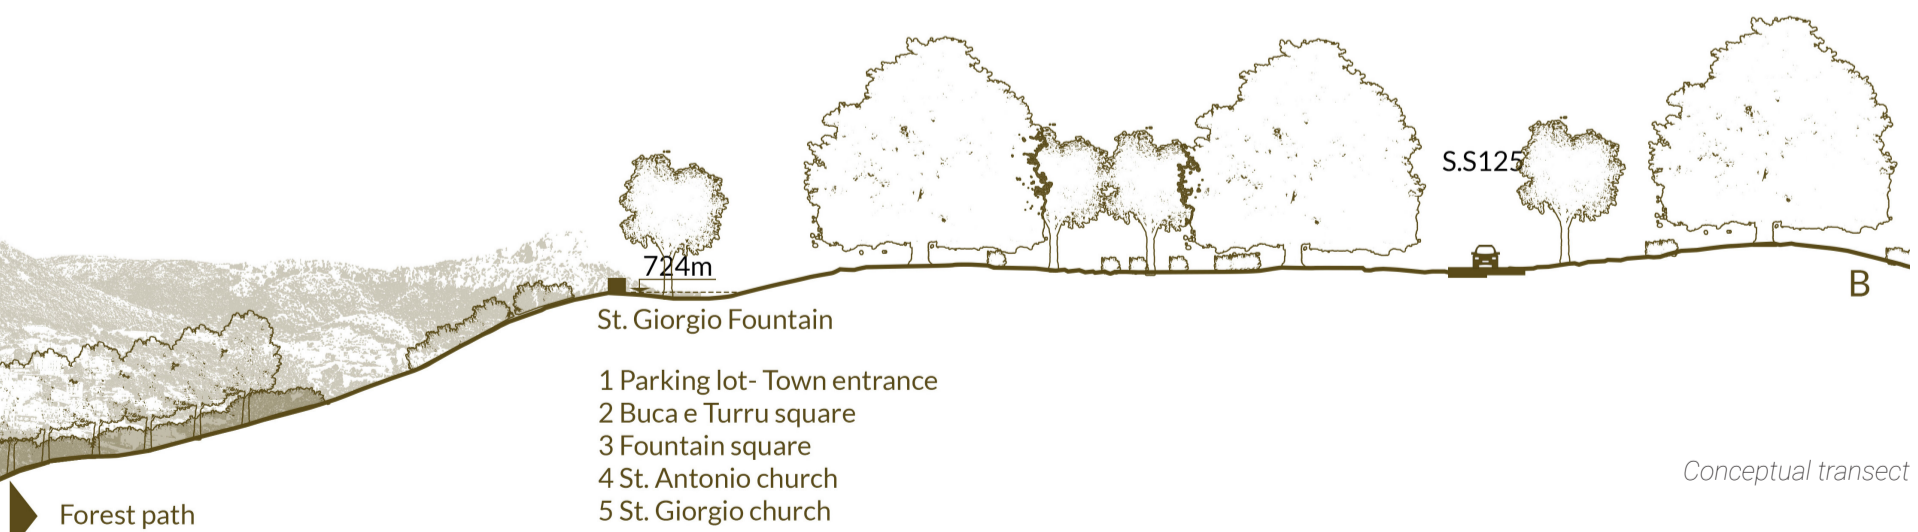 S.S125
724m
B
St. Giorgio Fountain
1 Parking lot- Town entrance
2 Buca e Turru square
3 Fountain square
4 St. Antonio church
5 St. Giorgio church
Conceptual transect
Forest path